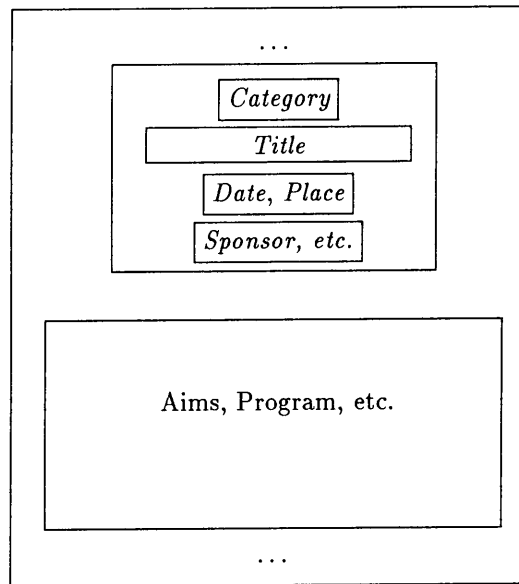 ...
Category
Title
Date, Place
Sponsor, etc.
Aims, Program, etc.
...